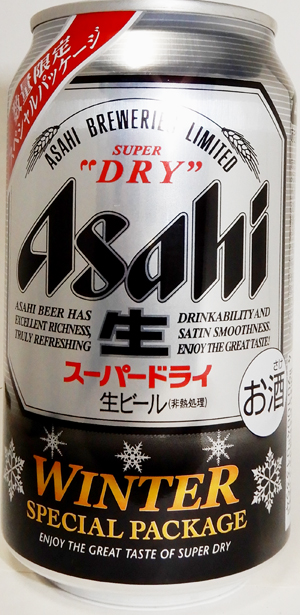 数量限定
スペシャルパッケージ
ASAHI BREWERIES LIMITED
SUPER
"DRY"
Asahi
ASAHI BEER HAS
EXCELLENT RICHNESS,
TRULY REFRESHING
生
DRINKABILITY AND
SATIN SMOOTHNESS.
ENJOY THE GREAT TASTE!
スーパードライ
生ビール(非熱処理)
さけ
お酒
WINTER
SPECIAL PACKAGE
ENJOY THE GREAT TASTE OF SUPER DRY